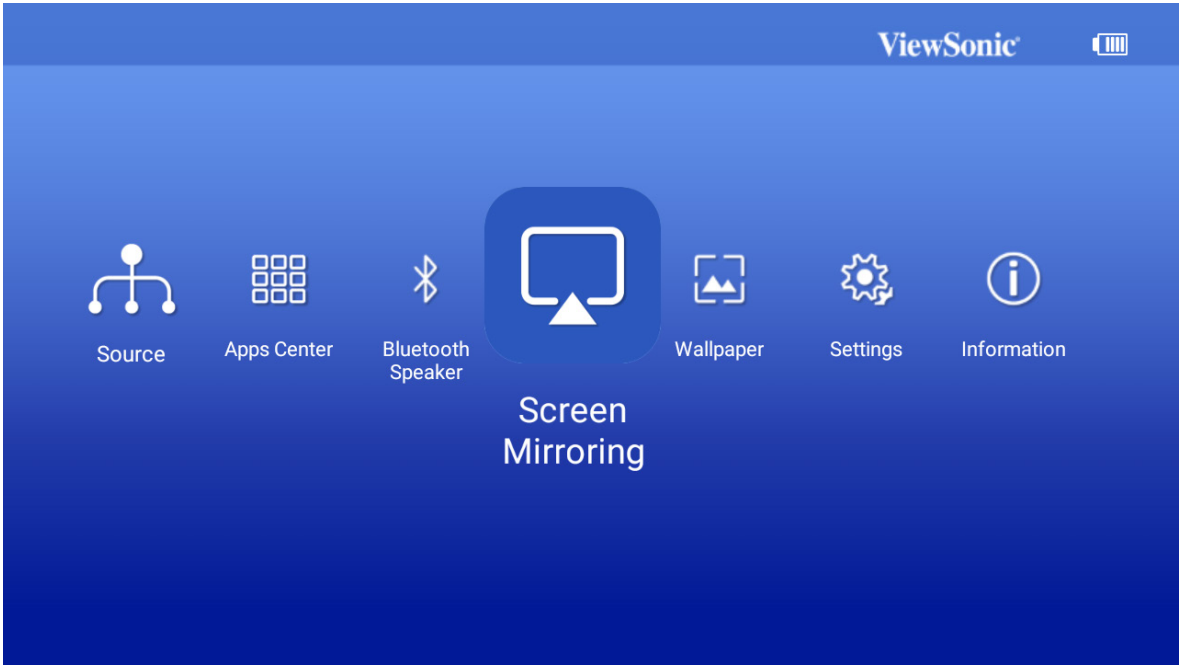 ViewSonic
Source
Apps Center
Bluetooth
Speaker
Screen
Mirroring
Wallpaper
Settings
Information